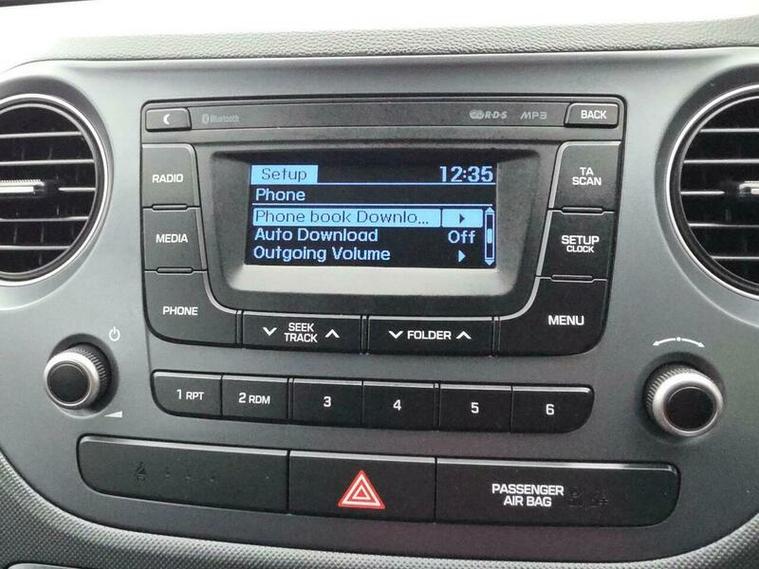 Bluetooth
R·D·S
MP3
BACK
RADIO
MEDIA
PHONE
Setup
12:35
Phone
Phone book Downlo...
Auto Download Off
Outgoing Volume
TA
SCAN
SETUP
CLOCK
MENU
SEEK
TRACK
FOLDER
1 RPT
2 RDM
3
4
5
6
PASSENGER
AIR BAG